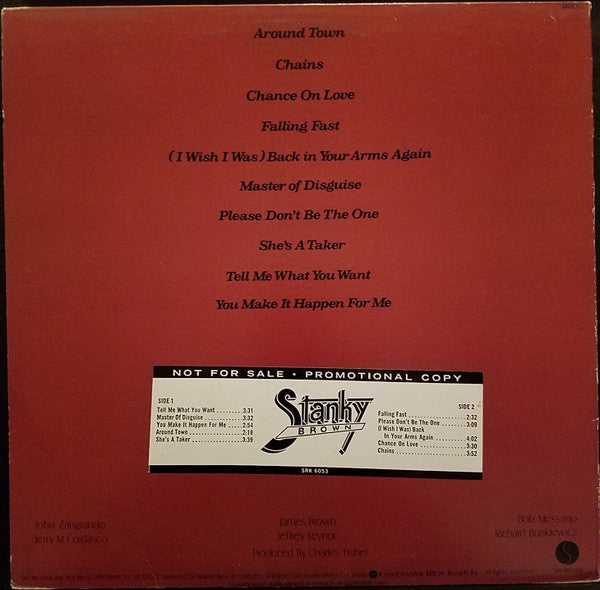 SRK 6053
Around Town
Chains
Chance On Love
Falling Fast
(I Wish I Was) Back in Your Arms Again
Master of Disguise
Please Don't Be The One
She's A Taker
Tell Me What You Want
You Make It Happen For Me
NOT FOR SALE • PROMOTIONAL COPY
SIDE 1
Tell Me What You Want ........ 3:31
Master Of Disguise ........ 3:32
You Make It Happen For Me ... 2:54
Around Town ........ 2:18
She's A Taker ........ 3:39
Stanky
BROWN
SIDE 2
Falling Fast ........ 2:32
Please Don't Be The One ... 3:09
(I Wish I Was) Back
In Your Arms Again ........ 4:02
Chance On Love ........ 3:30
Chains ........ 3:52
SRK 6053
John Zangrando
Jerry M Cordasco
James Brown
Jeffrey Leynor
Produced By Charles Fisher
Bob Messano
Richard Bunkiewicz